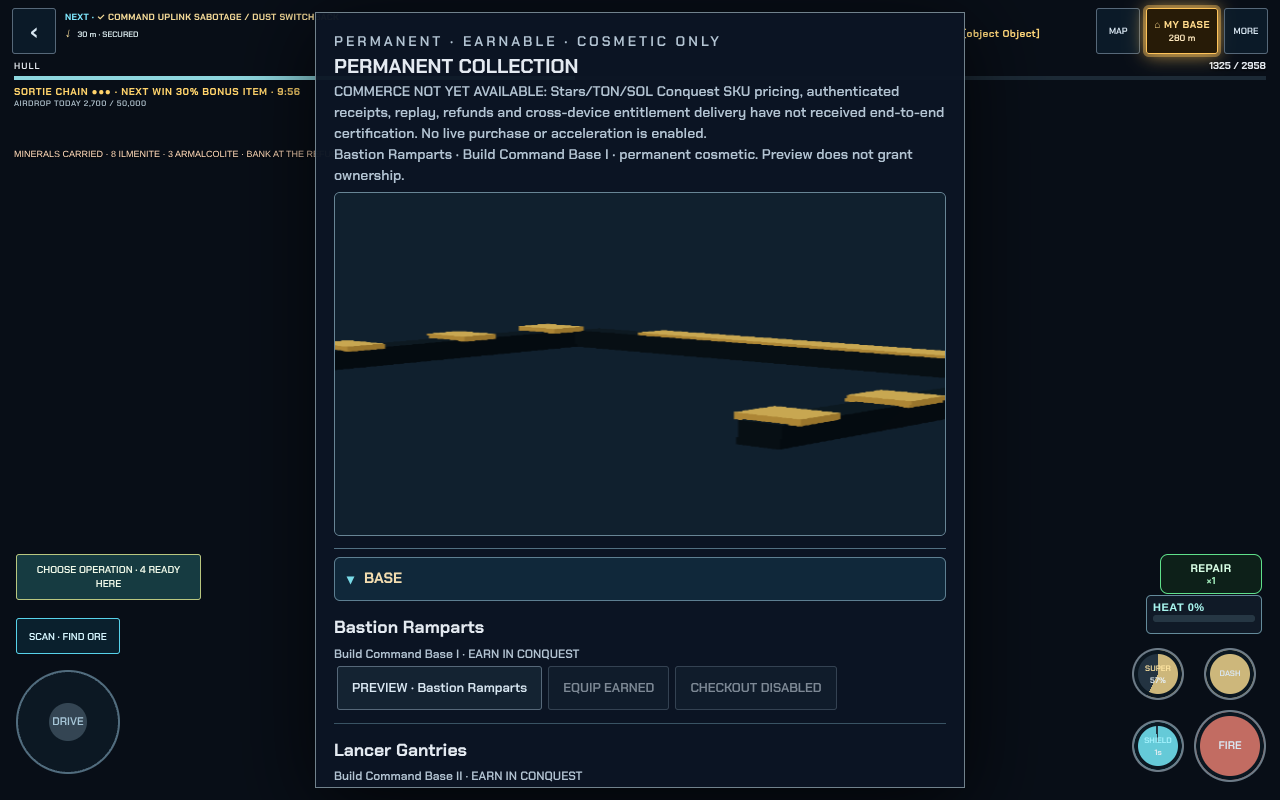 ‹
NEXT · ✓ COMMAND UPLINK SABOTAGE / DUST SWITCH
30 m · SECURED
[object Object]
MAP
⌂ MY BASE
280 m
MORE
HULL
1325 / 2958
SORTIE CHAIN ●●● · NEXT WIN 30% BONUS ITEM · 9:56
AIRDROP TODAY 2,700 / 50,000
MINERALS CARRIED · 8 ILMENITE · 3 ARMALCOLITE · BANK AT THE
PERMANENT · EARNABLE · COSMETIC ONLY
PERMANENT COLLECTION
COMMERCE NOT YET AVAILABLE: Stars/TON/SOL Conquest SKU pricing, authenticated
receipts, replay, refunds and cross-device entitlement delivery have not received end-to-end
certification. No live purchase or acceleration is enabled.
Bastion Ramparts · Build Command Base I · permanent cosmetic. Preview does not grant
ownership.
▼ BASE
Bastion Ramparts
Build Command Base I · EARN IN CONQUEST
PREVIEW · Bastion Ramparts
EQUIP EARNED
CHECKOUT DISABLED
Lancer Gantries
Build Command Base II · EARN IN CONQUEST
CHOOSE OPERATION · 4 READY
HERE
SCAN · FIND ORE
DRIVE
REPAIR
×1
HEAT 0%
SUPER
57%
DASH
SHIELD
1s
FIRE